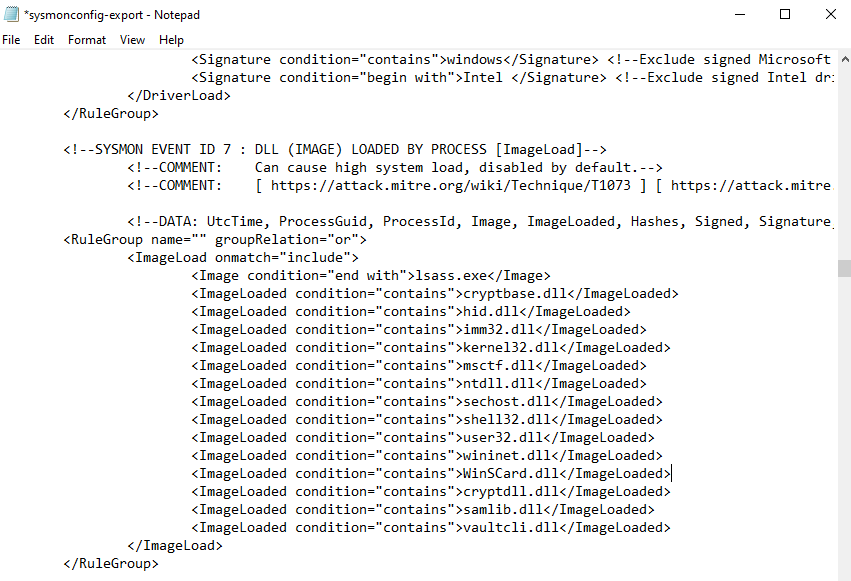 *sysmonconfig-export - Notepad
File Edit Format View Help
<Signature condition="contains">windows</Signature> <!--Exclude signed Microsoft
<Signature condition="begin with">Intel </Signature> <!--Exclude signed Intel dri
</DriverLoad>
</RuleGroup>
<!--SYSMON EVENT ID 7 : DLL (IMAGE) LOADED BY PROCESS [ImageLoad]-->
<!--COMMENT: Can cause high system load, disabled by default.-->
<!--COMMENT: [ https://attack.mitre.org/wiki/Technique/T1073 ] [ https://attack.mitre
<!--DATA: UtcTime, ProcessGuid, ProcessId, Image, ImageLoaded, Hashes, Signed, Signature,
<RuleGroup name="" groupRelation="or">
<ImageLoad onmatch="include">
<Image condition="end with">lsass.exe</Image>
<ImageLoaded condition="contains">cryptbase.dll</ImageLoaded>
<ImageLoaded condition="contains">hid.dll</ImageLoaded>
<ImageLoaded condition="contains">imm32.dll</ImageLoaded>
<ImageLoaded condition="contains">kernel32.dll</ImageLoaded>
<ImageLoaded condition="contains">msctf.dll</ImageLoaded>
<ImageLoaded condition="contains">ntdll.dll</ImageLoaded>
<ImageLoaded condition="contains">sechost.dll</ImageLoaded>
<ImageLoaded condition="contains">shell32.dll</ImageLoaded>
<ImageLoaded condition="contains">user32.dll</ImageLoaded>
<ImageLoaded condition="contains">wininet.dll</ImageLoaded>
<ImageLoaded condition="contains">WinSCard.dll</ImageLoaded>
<ImageLoaded condition="contains">cryptdll.dll</ImageLoaded>
<ImageLoaded condition="contains">samlib.dll</ImageLoaded>
<ImageLoaded condition="contains">vaultcli.dll</ImageLoaded>
</ImageLoad>
</RuleGroup>